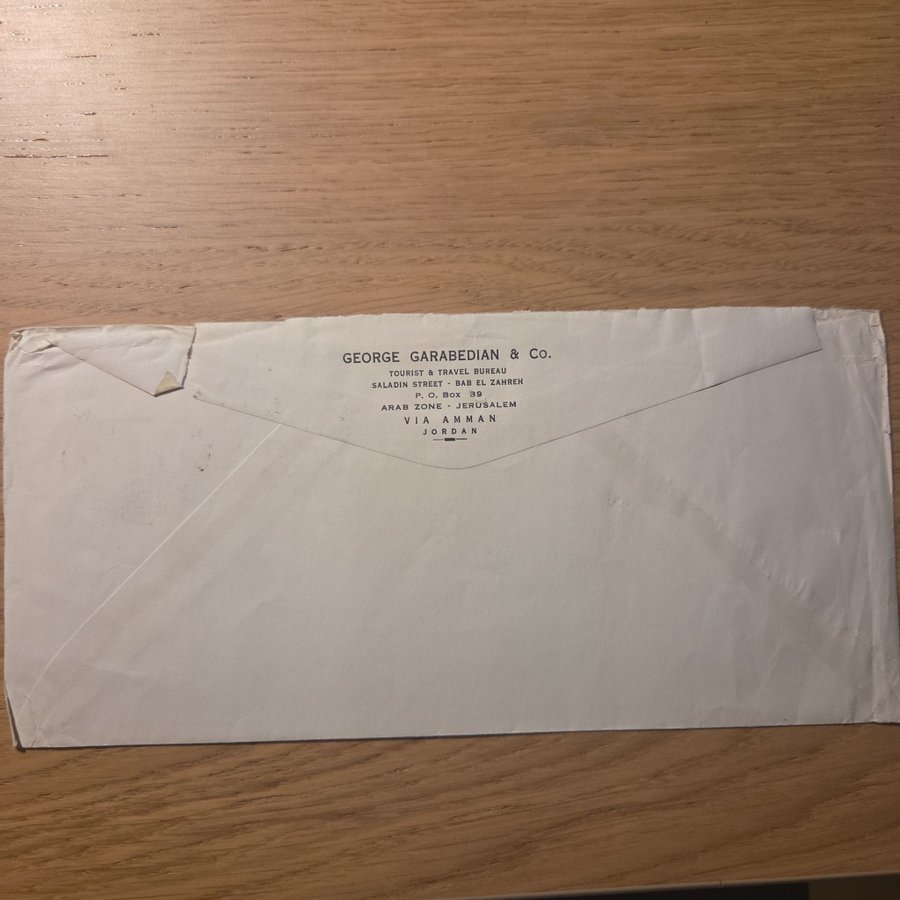 GEORGE GARABEDIAN & Co.
TOURIST & TRAVEL BUREAU
SALADIN STREET - BAB EL ZAHREH
P. O. Box 39
ARAB ZONE - JERUSALEM
VIA AMMAN
JORDAN